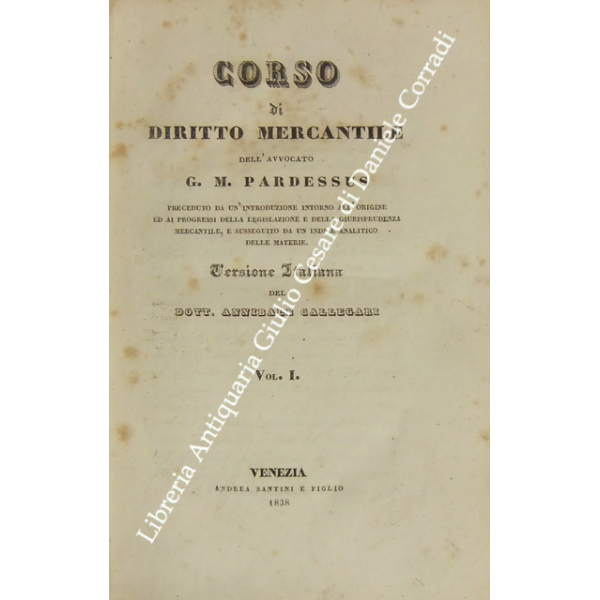 CORSO
di
DIRITTO MERCANTILE
DELL'AVVOCATO
G. M. PARDESSUS
PRECEDUTO DA UN'INTRODUZIONE INTORNO ALL'ORIGINE
ED AI PROGRESSI DELLA LEGISLAZIONE E DELLA GIURISPRUDENZA
MERCANTILE, E SUSSEGUITO DA UN INDICE ANALITICO
DELLE MATERIE.
Versione Italiana
DEL
DOTT. ANNIBALE CALLEGARI
VOL. I.
VENEZIA
ANDREA SANTINI E FIGLIO
1838
Libreria Antiquaria Giulio Cesare di Daniele Corradi